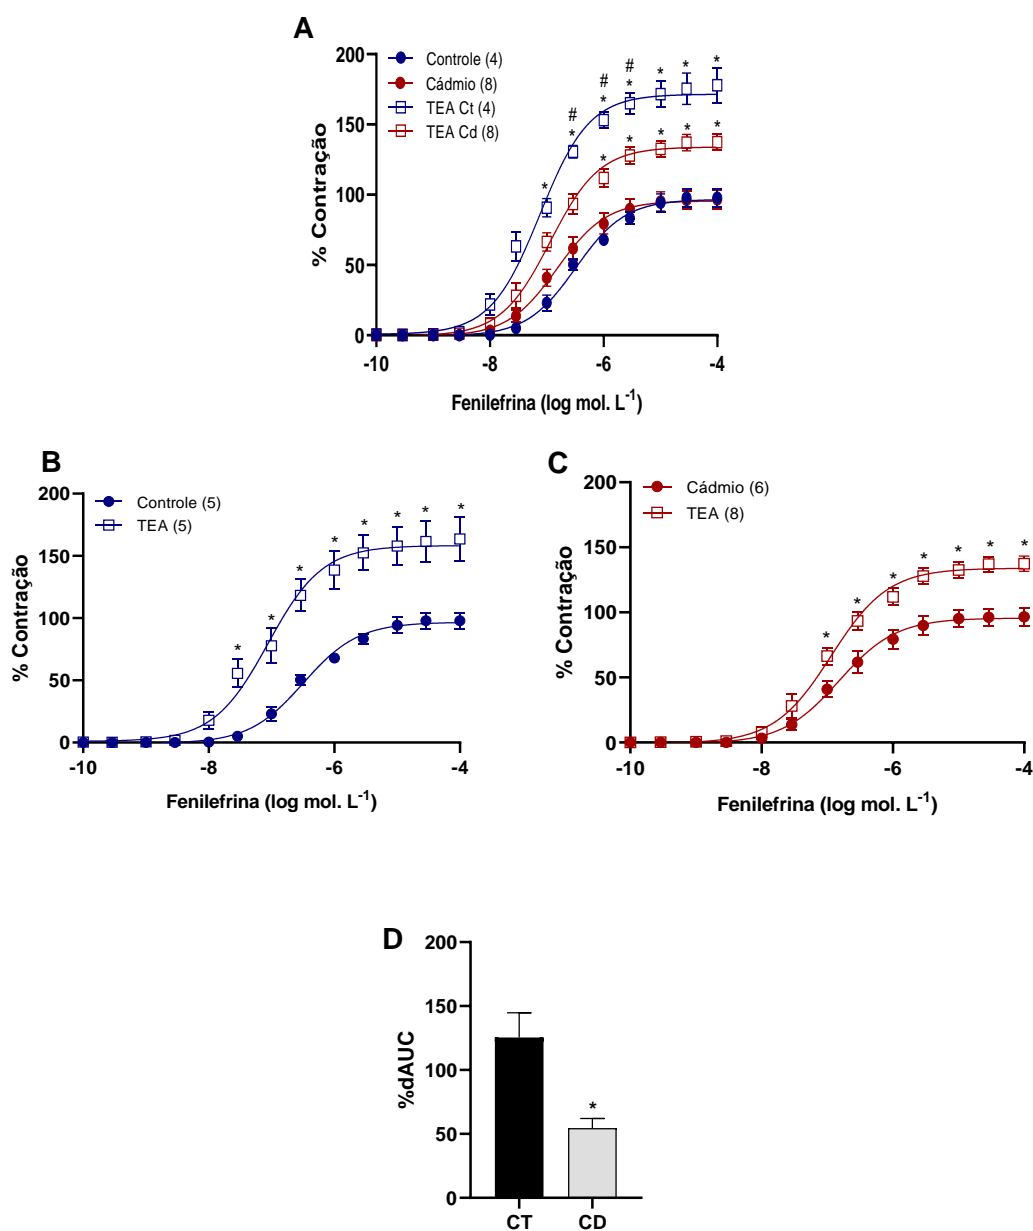 A
200
150
100
50
0
% Contração
Controle (4)
Cádmio (8)
TEA Ct (4)
TEA Cd (8)
# # #
* * * * * * *
* * * * *
-10 -8 -6 -4
Fenilefrina (log mol. L⁻¹)
B
200
150
100
50
0
% Contração
Controle (5)
TEA (5)
* * * * * * * *
-10 -8 -6 -4
Fenilefrina (log mol. L⁻¹)
C
200
150
100
50
0
% Contração
Cádmio (6)
TEA (8)
* * * * * * *
-10 -8 -6 -4
Fenilefrina (log mol. L⁻¹)
D
200
150
100
50
0
%dAUC
*
CT CD